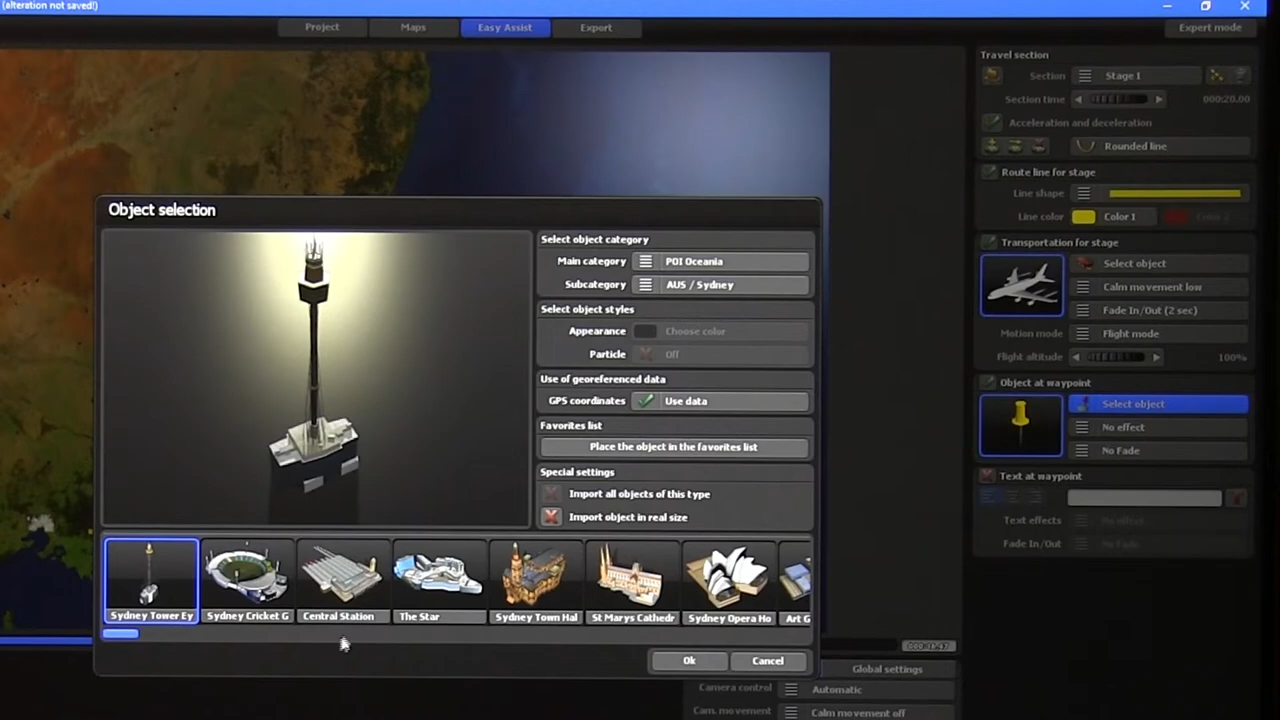 (alteration not saved!)
Project
Maps
Easy Assist
Export
Expert mode
Travel section
Section
Stage 1
Section time
000:20.00
Acceleration and deceleration
Rounded line
Route line for stage
Line shape
Line color
Color 1
Color 2
Transportation for stage
Select object
Calm movement low
Fade In/Out (2 sec)
Motion mode
Flight mode
Flight altitude
100%
Object at waypoint
Select object
No effect
No Fade
Text at waypoint
Text effects
No effect
Fade In/Out
No Fade
Object selection
Select object category
Main category
POI Oceania
Subcategory
AUS / Sydney
Select object styles
Appearance
Choose color
Particle
Off
Use of georeferenced data
GPS coordinates
Use data
Favorites list
Place the object in the favorites list
Special settings
Import all objects of this type
Import object in real size
Sydney Tower Ey
Sydney Cricket G
Central Station
The Star
Sydney Town Hal
St Marys Cathedr
Sydney Opera Ho
Art G
Ok
Cancel
Global settings
Camera control
Automatic
Cam. movement
Calm movement off